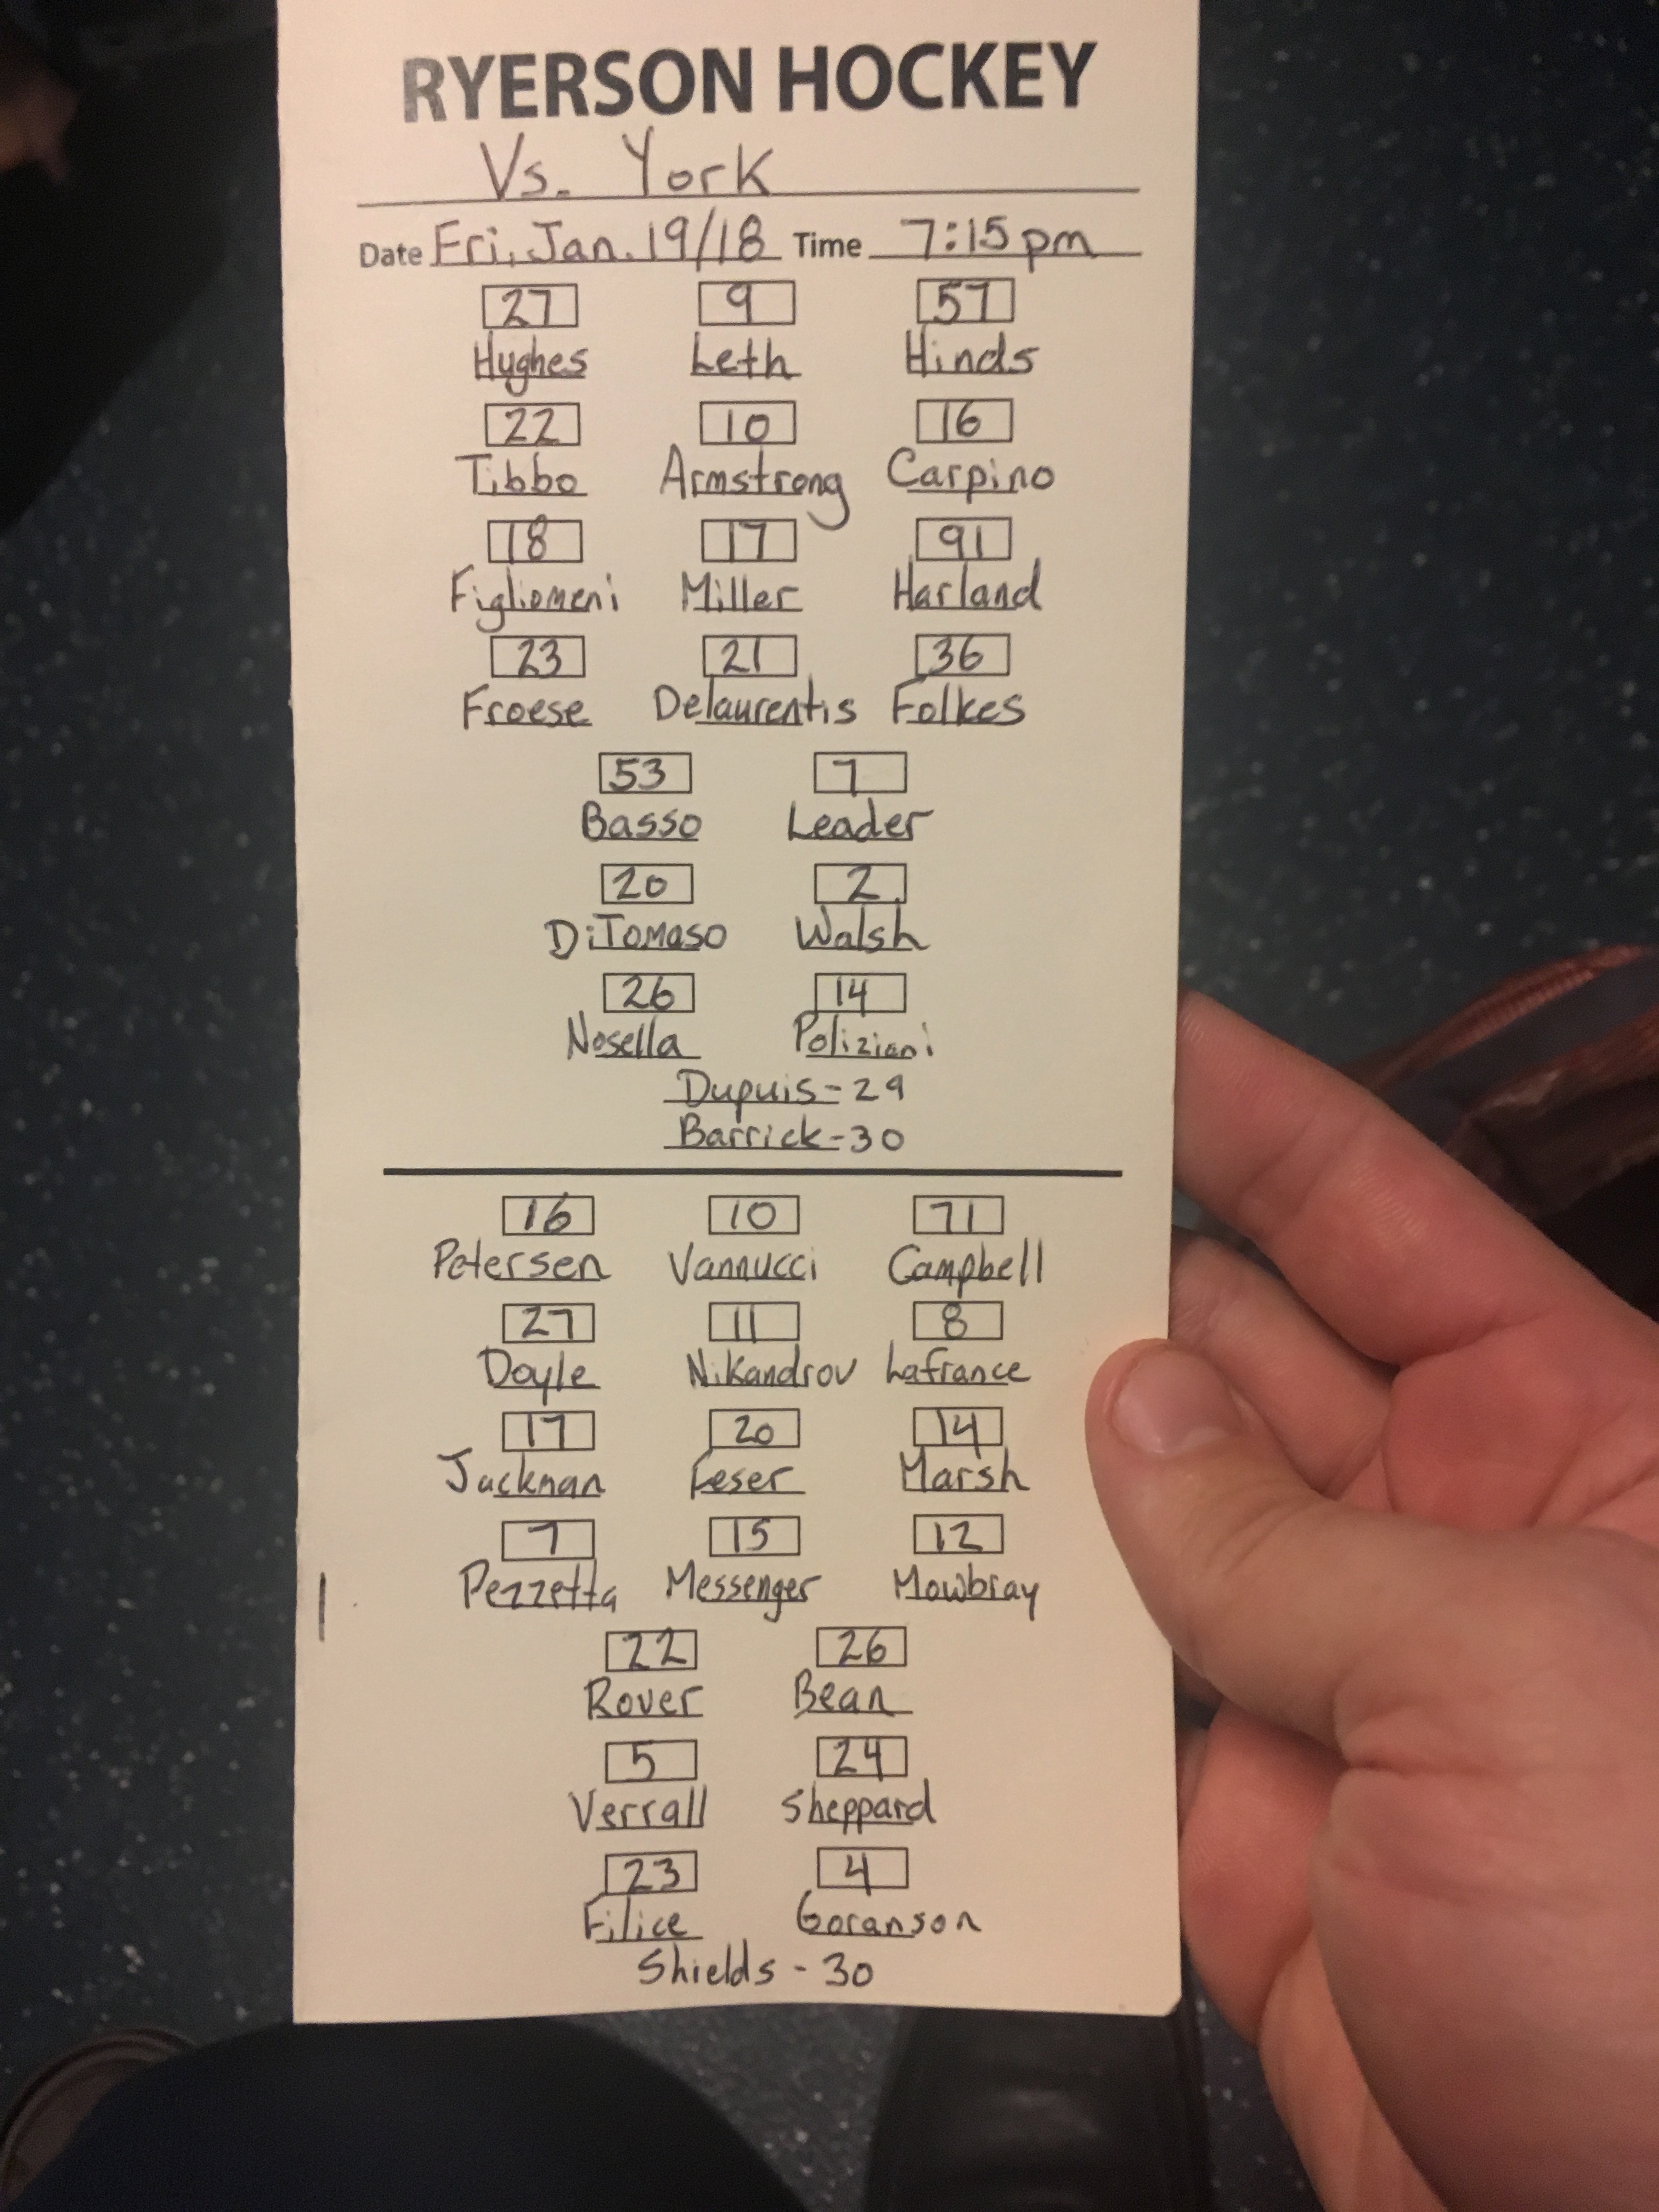 RYERSON HOCKEY
Vs. York
Date Fri, Jan. 19/18 Time 7:15pm
27 9 57
Hughes Leth Hinds
22 10 16
Tibbo Armstrong Carpino
18 17 91
Figliomeni Miller Harland
23 21 36
Froese Delaurentis Folkes
53 7
Basso Leader
20 2
DiTomaso Walsh
26 14
Nosella Poliziani
Dupuis-29
Barrick-30
16 10 71
Petersen Vannucci Campbell
27 11 8
Doyle Nikandrov Lafrance
17 20 14
Jackman Feser Marsh
7 15 12
Pezzetta Messenger Mowbray
22 26
Rover Bean
5 24
Verrall Sheppard
23 4
Filice Goranson
Shields - 30